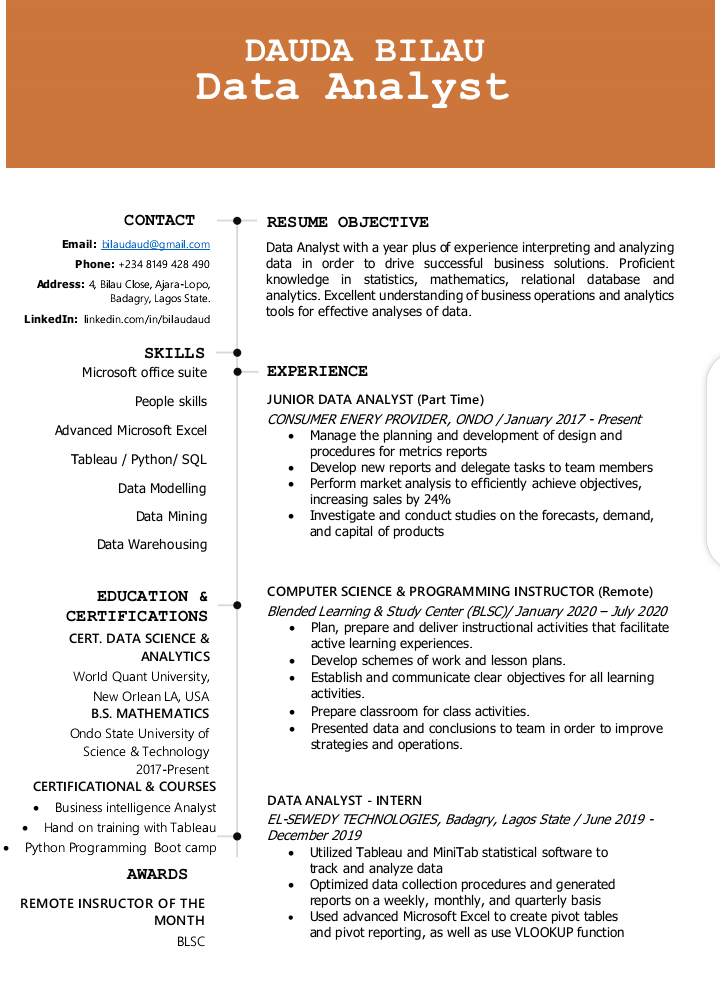 DAUDA BILAU
Data Analyst
CONTACT
Email: bilaudaud@gmail.com
Phone: +234 8149 428 490
Address: 4, Bilau Close, Ajara-Lopo,
Badagry, Lagos State.
LinkedIn: linkedin.com/in/bilaudaud
SKILLS
Microsoft office suite
People skills
Advanced Microsoft Excel
Tableau / Python/ SQL
Data Modelling
Data Mining
Data Warehousing
EDUCATION &
CERTIFICATIONS
CERT. DATA SCIENCE &
ANALYTICS
World Quant University,
New Orlean LA, USA
B.S. MATHEMATICS
Ondo State University of
Science & Technology
2017-Present
CERTIFICATIONAL & COURSES
• Business intelligence Analyst
• Hand on training with Tableau
• Python Programming Boot camp
AWARDS
REMOTE INSRUCTOR OF THE
MONTH
BLSC
RESUME OBJECTIVE
Data Analyst with a year plus of experience interpreting and analyzing
data in order to drive successful business solutions. Proficient
knowledge in statistics, mathematics, relational database and
analytics. Excellent understanding of business operations and analytics
tools for effective analyses of data.
EXPERIENCE
JUNIOR DATA ANALYST (Part Time)
CONSUMER ENERY PROVIDER, ONDO / January 2017 - Present
• Manage the planning and development of design and
procedures for metrics reports
• Develop new reports and delegate tasks to team members
• Perform market analysis to efficiently achieve objectives,
increasing sales by 24%
• Investigate and conduct studies on the forecasts, demand,
and capital of products
COMPUTER SCIENCE & PROGRAMMING INSTRUCTOR (Remote)
Blended Learning & Study Center (BLSC)/ January 2020 – July 2020
• Plan, prepare and deliver instructional activities that facilitate
active learning experiences.
• Develop schemes of work and lesson plans.
• Establish and communicate clear objectives for all learning
activities.
• Prepare classroom for class activities.
• Presented data and conclusions to team in order to improve
strategies and operations.
DATA ANALYST - INTERN
EL-SEWEDY TECHNOLOGIES, Badagry, Lagos State / June 2019 -
December 2019
• Utilized Tableau and MiniTab statistical software to
track and analyze data
• Optimized data collection procedures and generated
reports on a weekly, monthly, and quarterly basis
• Used advanced Microsoft Excel to create pivot tables
and pivot reporting, as well as use VLOOKUP function